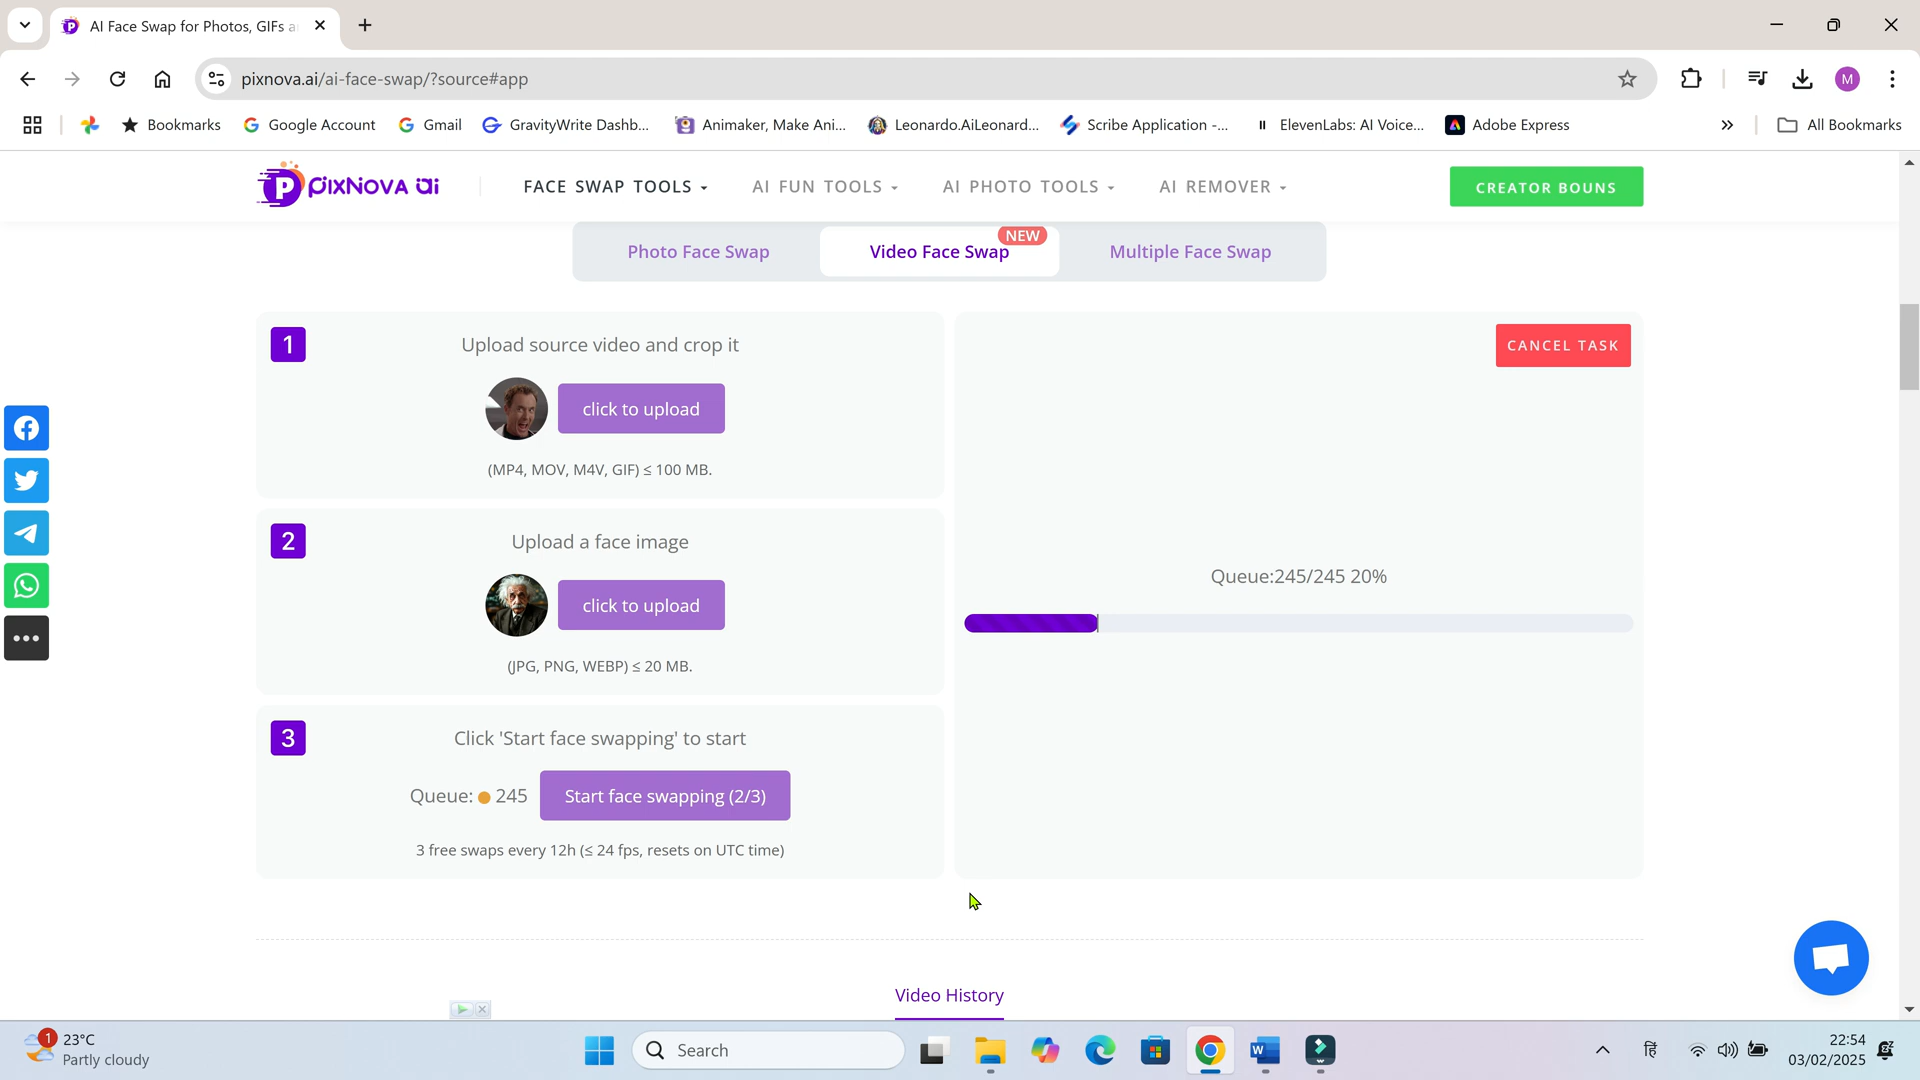 AI Face Swap for Photos, GIFs a
pixnova.ai/ai-face-swap/?source#app
M
Bookmarks
Google Account
Gmail
GravityWrite Dashb...
Animaker, Make Ani...
Leonardo.AiLeonard...
Scribe Application -...
ElevenLabs: AI Voice...
Adobe Express
All Bookmarks
PixNova ai
FACE SWAP TOOLS
AI FUN TOOLS
AI PHOTO TOOLS
AI REMOVER
CREATOR BOUNS
Photo Face Swap
Video Face Swap
NEW
Multiple Face Swap
1
Upload source video and crop it
click to upload
(MP4, MOV, M4V, GIF) ≤ 100 MB.
CANCEL TASK
2
Upload a face image
click to upload
(JPG, PNG, WEBP) ≤ 20 MB.
Queue:245/245 20%
3
Click 'Start face swapping' to start
Queue: 245
Start face swapping (2/3)
3 free swaps every 12h (≤ 24 fps, resets on UTC time)
Video History
1
23°C
Partly cloudy
Search
हिं
22:54
03/02/2025